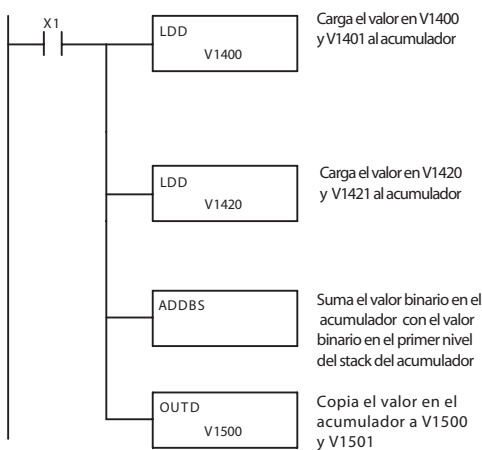 X1
LDD
V1400
Carga el valor en V1400
y V1401 al acumulador
LDD
V1420
Carga el valor en V1420
y V1421 al acumulador
ADDBS
Suma el valor binario en el
acumulador con el valor
binario en el primer nivel
del stack del acumulador
OUTD
V1500
Copia el valor en el
acumulador a V1500
y V1501